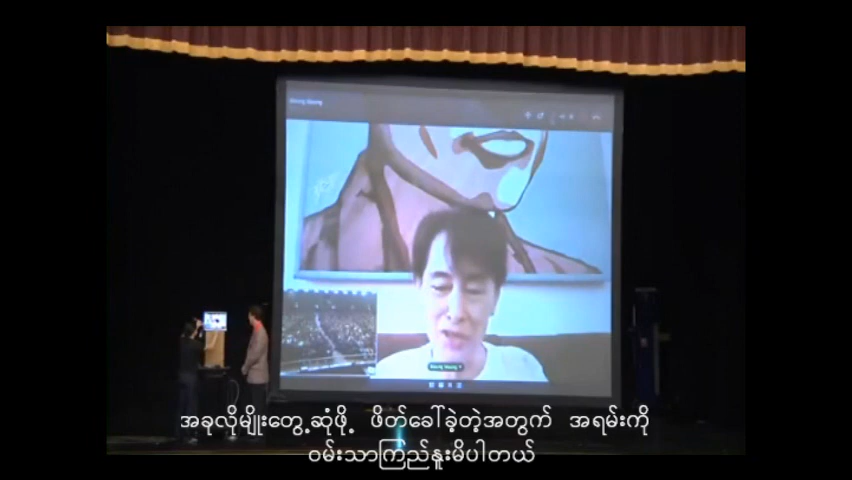 အခုလိုမျိုးတွေ့ဆုံဖို့ ဖိတ်ခေါ်ခဲ့တဲ့အတွက် အရမ်းကို
ဝမ်းသာကြည်နူးမိပါတယ်